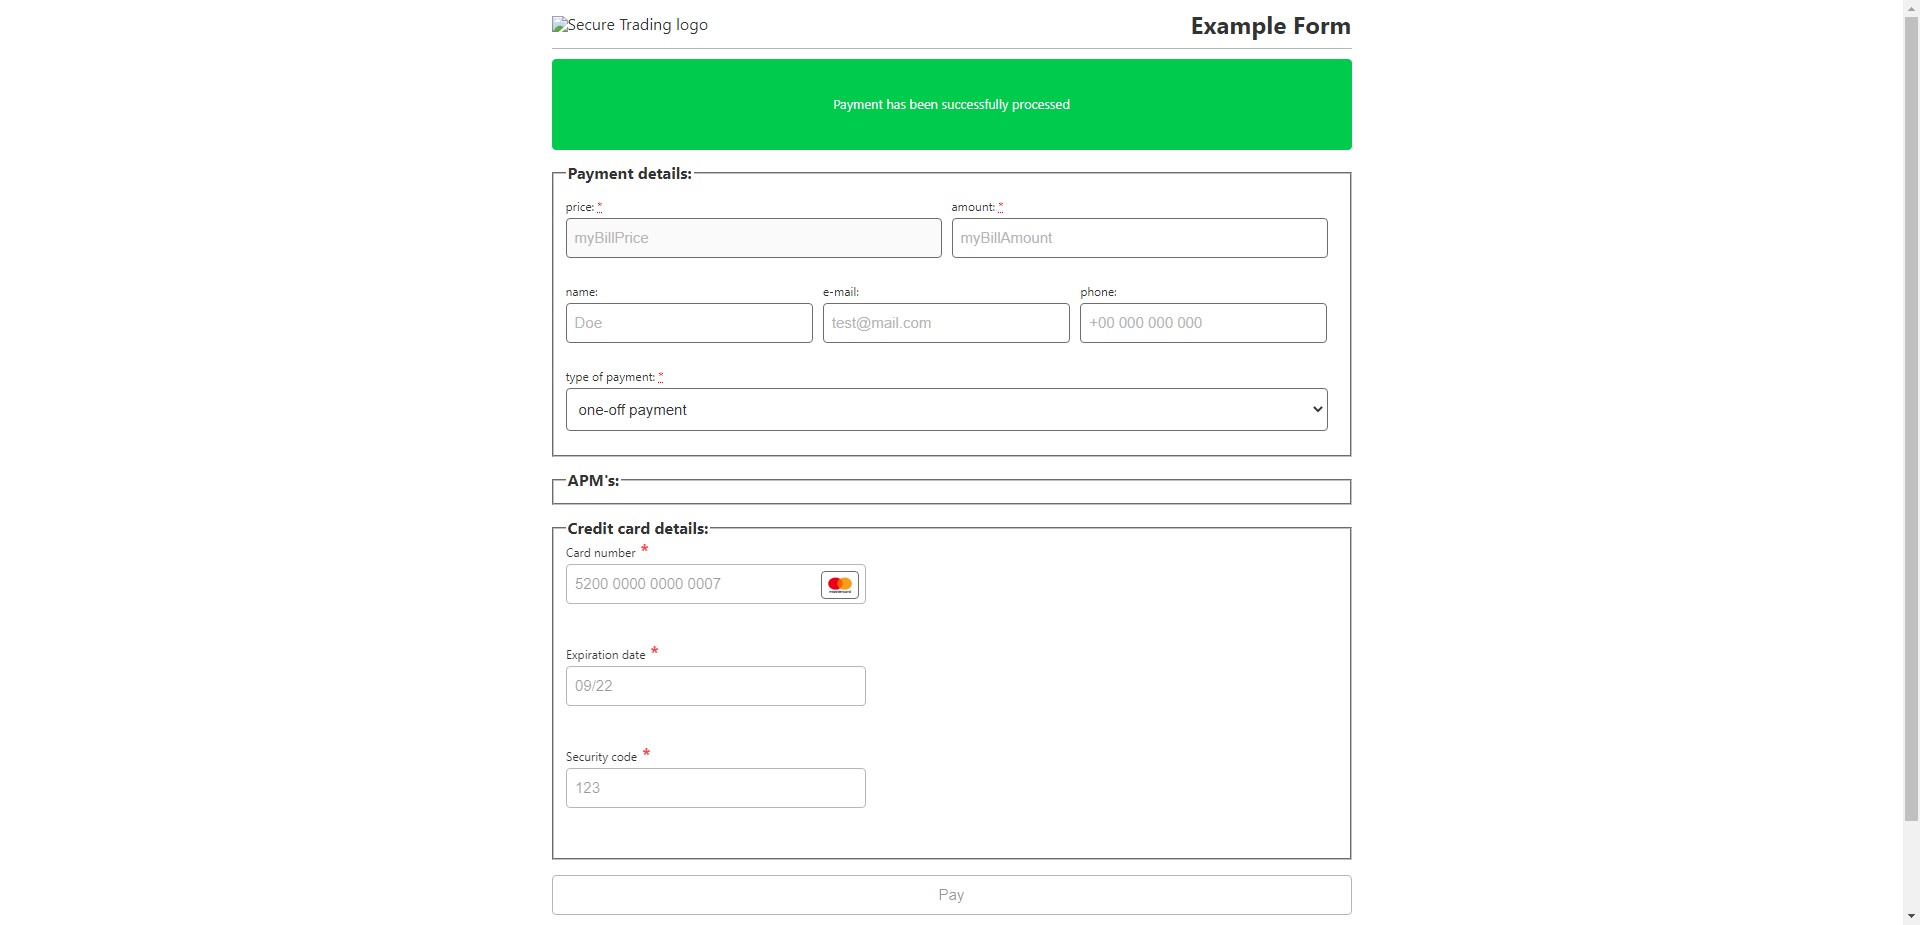 Secure Trading logo
Example Form
Payment has been successfully processed
Payment details:
price: * amount: *
myBillPrice myBillAmount
name: e-mail: phone:
Doe test@mail.com +00 000 000 000
type of payment: *
one-off payment
APM's:
Credit card details:
Card number *
5200 0000 0000 0007
mastercard
Expiration date *
09/22
Security code *
123
Pay